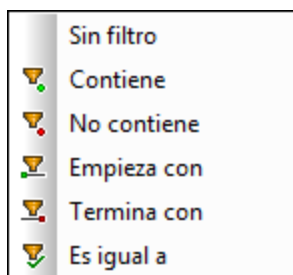 Sin filtro
Contiene
No contiene
Empieza con
Termina con
Es igual a